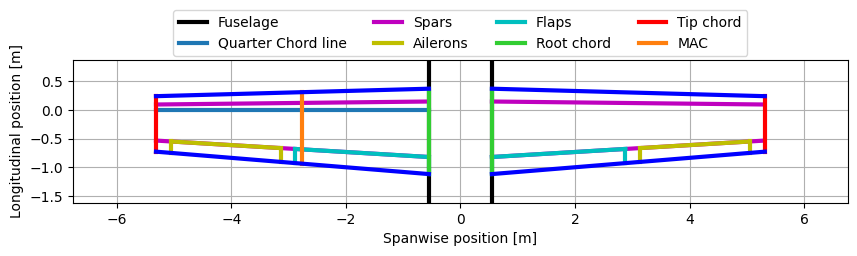 Fuselage Spars Flaps Tip chord
Quarter Chord line Ailerons Root chord MAC
Longitudinal position [m]
0.5
0.0
−0.5
−1.0
−1.5
−6 −4 −2 0 2 4 6
Spanwise position [m]